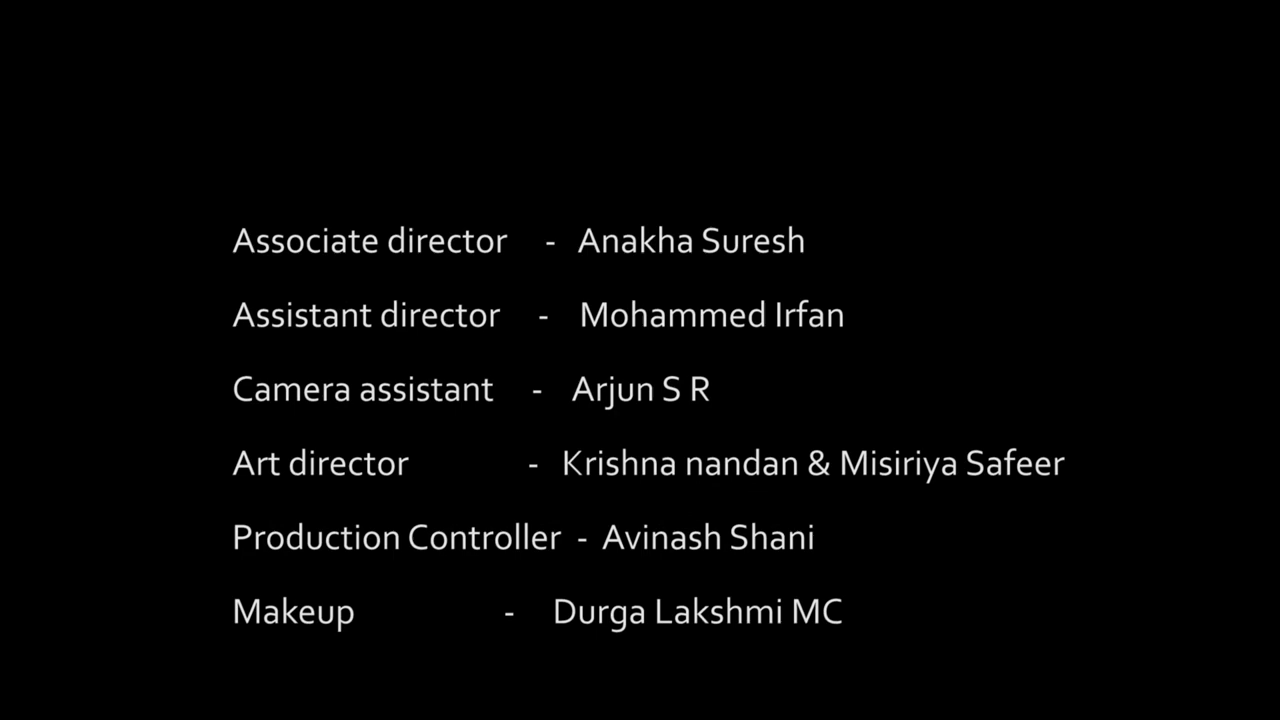 Associate director - Anakha Suresh
Assistant director - Mohammed Irfan
Camera assistant - Arjun S R
Art director - Krishna nandan & Misiriya Safeer
Production Controller - Avinash Shani
Makeup - Durga Lakshmi MC